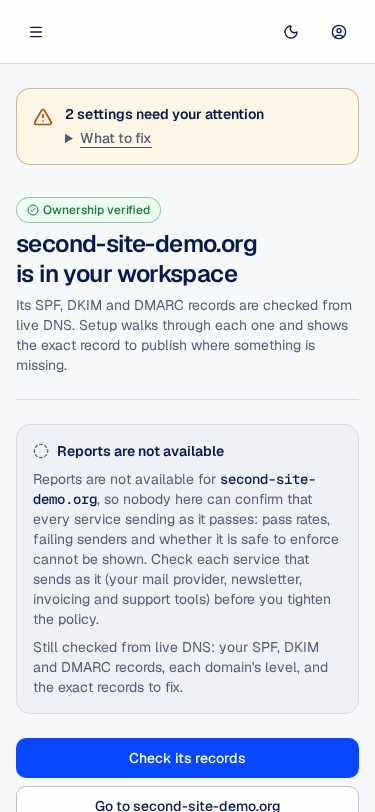 2 settings need your attention
What to fix
Ownership verified
second-site-demo.org
is in your workspace
Its SPF, DKIM and DMARC records are checked from
live DNS. Setup walks through each one and shows
the exact record to publish where something is
missing.
Reports are not available
Reports are not available for second-site-
demo.org, so nobody here can confirm that
every service sending as it passes: pass rates,
failing senders and whether it is safe to enforce
cannot be shown. Check each service that
sends as it (your mail provider, newsletter,
invoicing and support tools) before you tighten
the policy.
Still checked from live DNS: your SPF, DKIM
and DMARC records, each domain's level, and
the exact records to fix.
Check its records
Go to second-site-demo.org